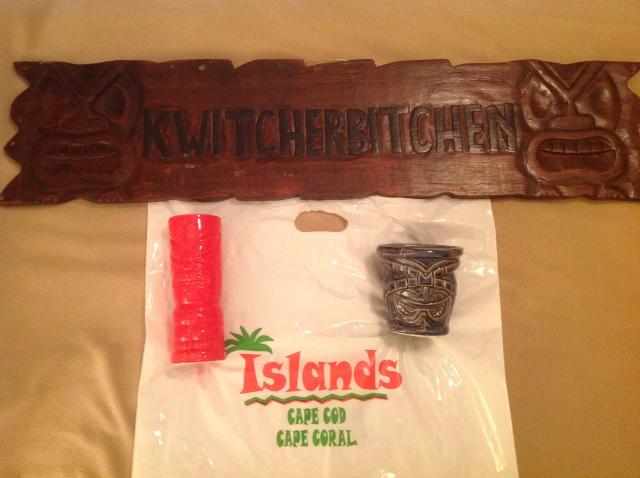 KWITCHERBITCHEN
Islands
CAPE COD
CAPE CORAL